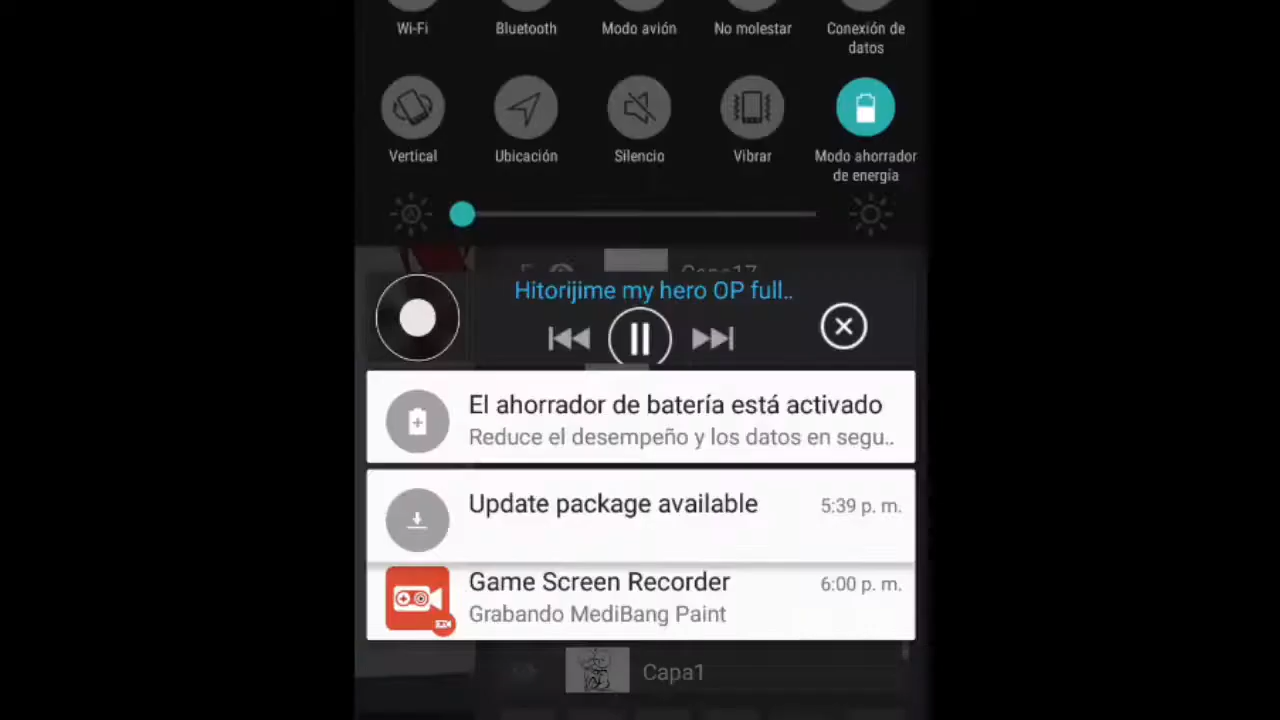 Wi-Fi
Bluetooth
Modo avión
No molestar
Conexión de
datos
Vertical
Ubicación
Silencio
Vibrar
Modo ahorrador
de energía
Capa17
Hitorijime my hero OP full..
El ahorrador de batería está activado
Reduce el desempeño y los datos en segu..
Update package available
5:39 p. m.
Game Screen Recorder
6:00 p. m.
Grabando MediBang Paint
Capa1